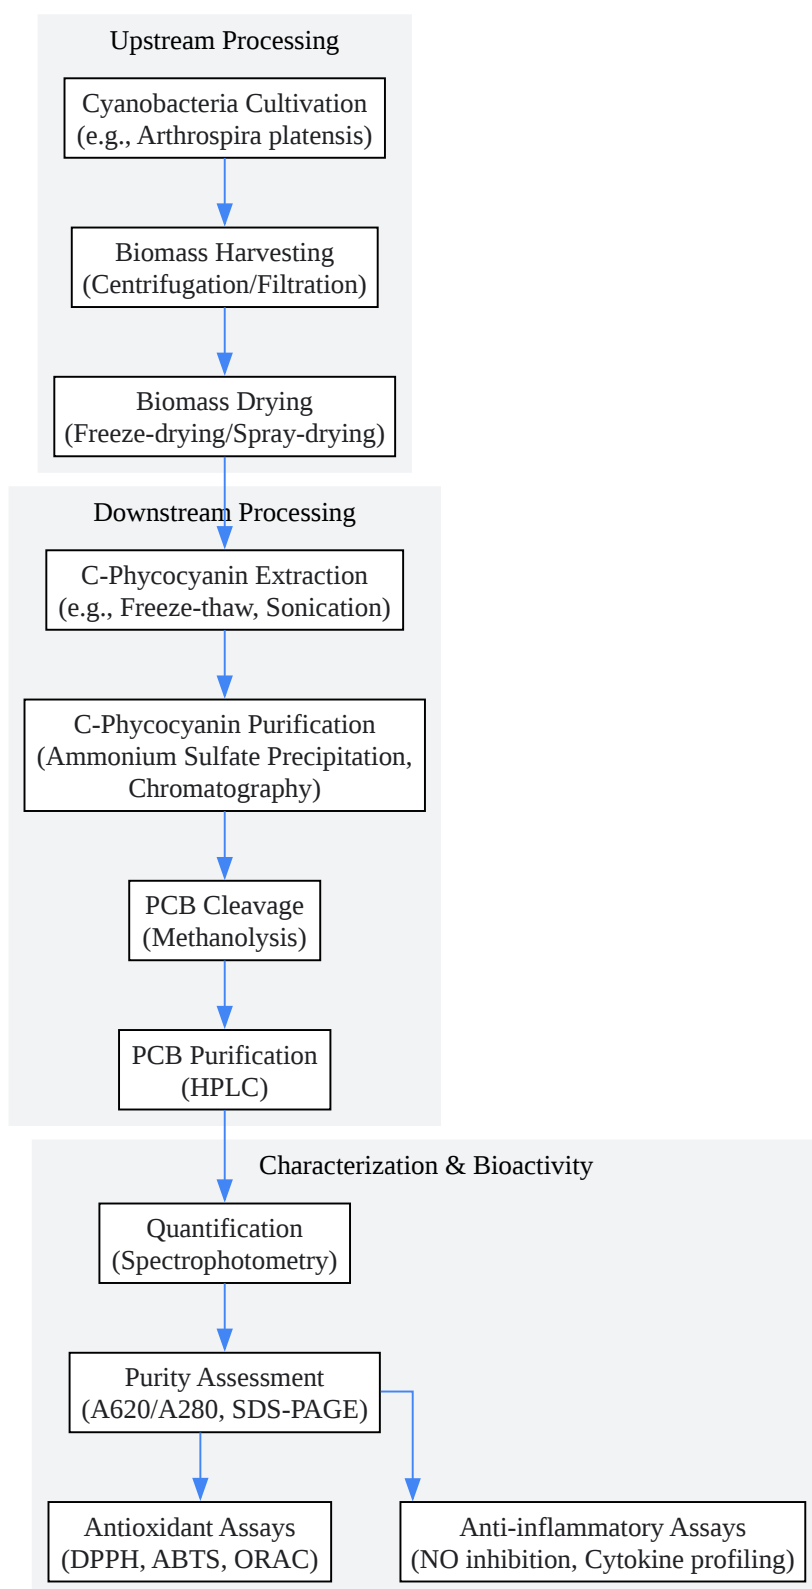 Upstream Processing
Cyanobacteria Cultivation
(e.g., Arthrospira platensis)
Biomass Harvesting
(Centrifugation/Filtration)
Biomass Drying
(Freeze-drying/Spray-drying)
Downstream Processing
C-Phycocyanin Extraction
(e.g., Freeze-thaw, Sonication)
C-Phycocyanin Purification
(Ammonium Sulfate Precipitation,
Chromatography)
PCB Cleavage
(Methanolysis)
PCB Purification
(HPLC)
Characterization & Bioactivity
Quantification
(Spectrophotometry)
Purity Assessment
(A620/A280, SDS-PAGE)
Antioxidant Assays
(DPPH, ABTS, ORAC)
Anti-inflammatory Assays
(NO inhibition, Cytokine profiling)